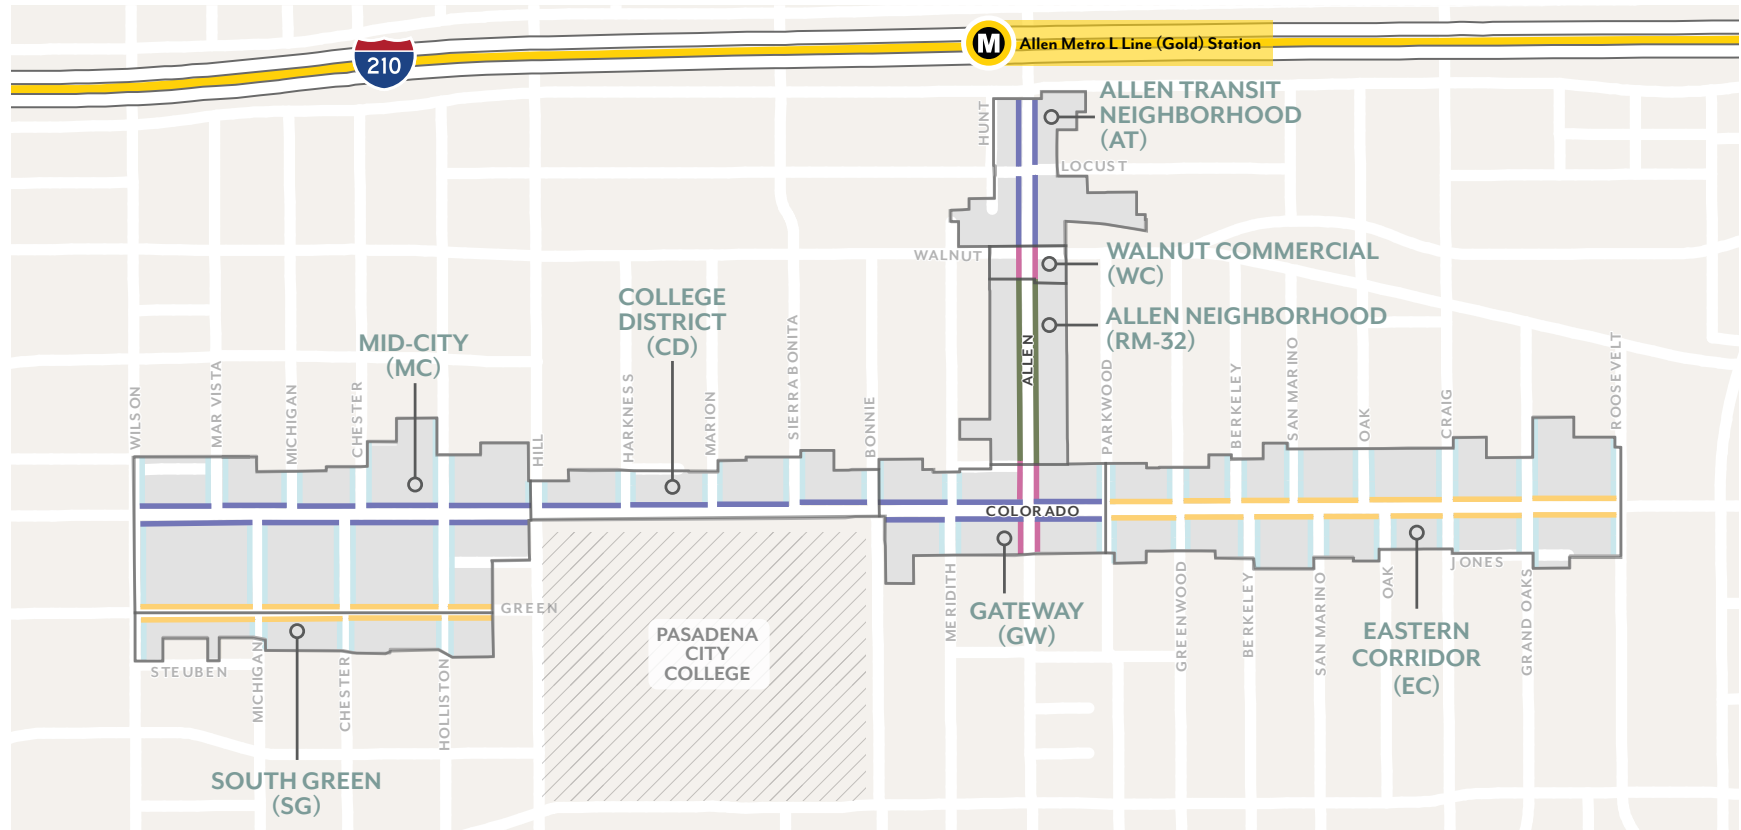 M
Allen Metro L Line (Gold) Station
210
ALLEN TRANSIT
NEIGHBORHOOD
(AT)
HUNT
LOCUST
WALNUT
WALNUT COMMERCIAL
(WC)
COLLEGE
DISTRICT
(CD)
ALLEN NEIGHBORHOOD
(RM-32)
MID-CITY
(MC)
ALLEN
WILSON
MAR VISTA
MICHIGAN
CHESTER
HILL
HARKNESS
MARION
SIERRA BONITA
BONNIE
PARKWOOD
BERKELEY
SAN MARINO
OAK
CRAIG
ROOSEVELT
COLORADO
GREEN
JONES
STEUBEN
MICHIGAN
CHESTER
HOLLISTON
PASADENA
CITY
COLLEGE
MERIDITH
GATEWAY
(GW)
GREENWOOD
BERKELEY
SAN MARINO
OAK
GRAND OAKS
EASTERN
CORRIDOR
(EC)
SOUTH GREEN
(SG)